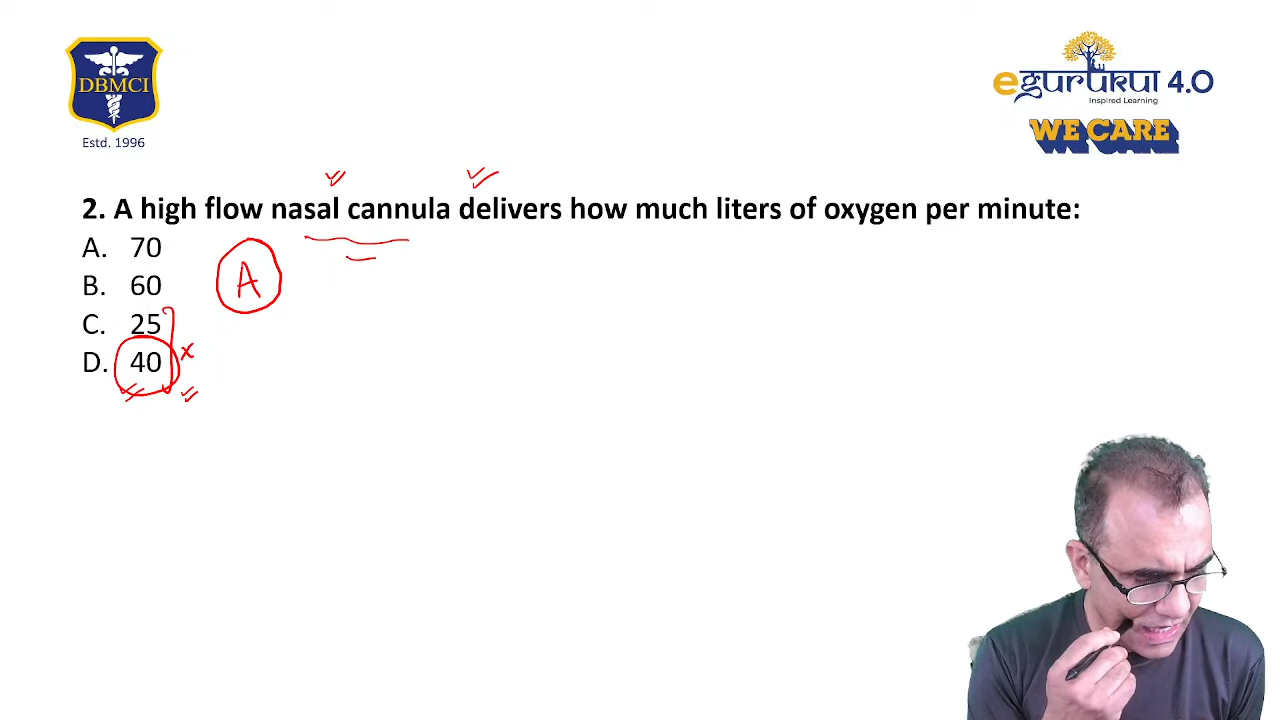 DBMCI
Estd. 1996
eGURUKUL 4.0
Inspired Learning
WE CARE
2. A high flow nasal cannula delivers how much liters of oxygen per minute:
A. 70
B. 60
C. 25
D. 40
A
x